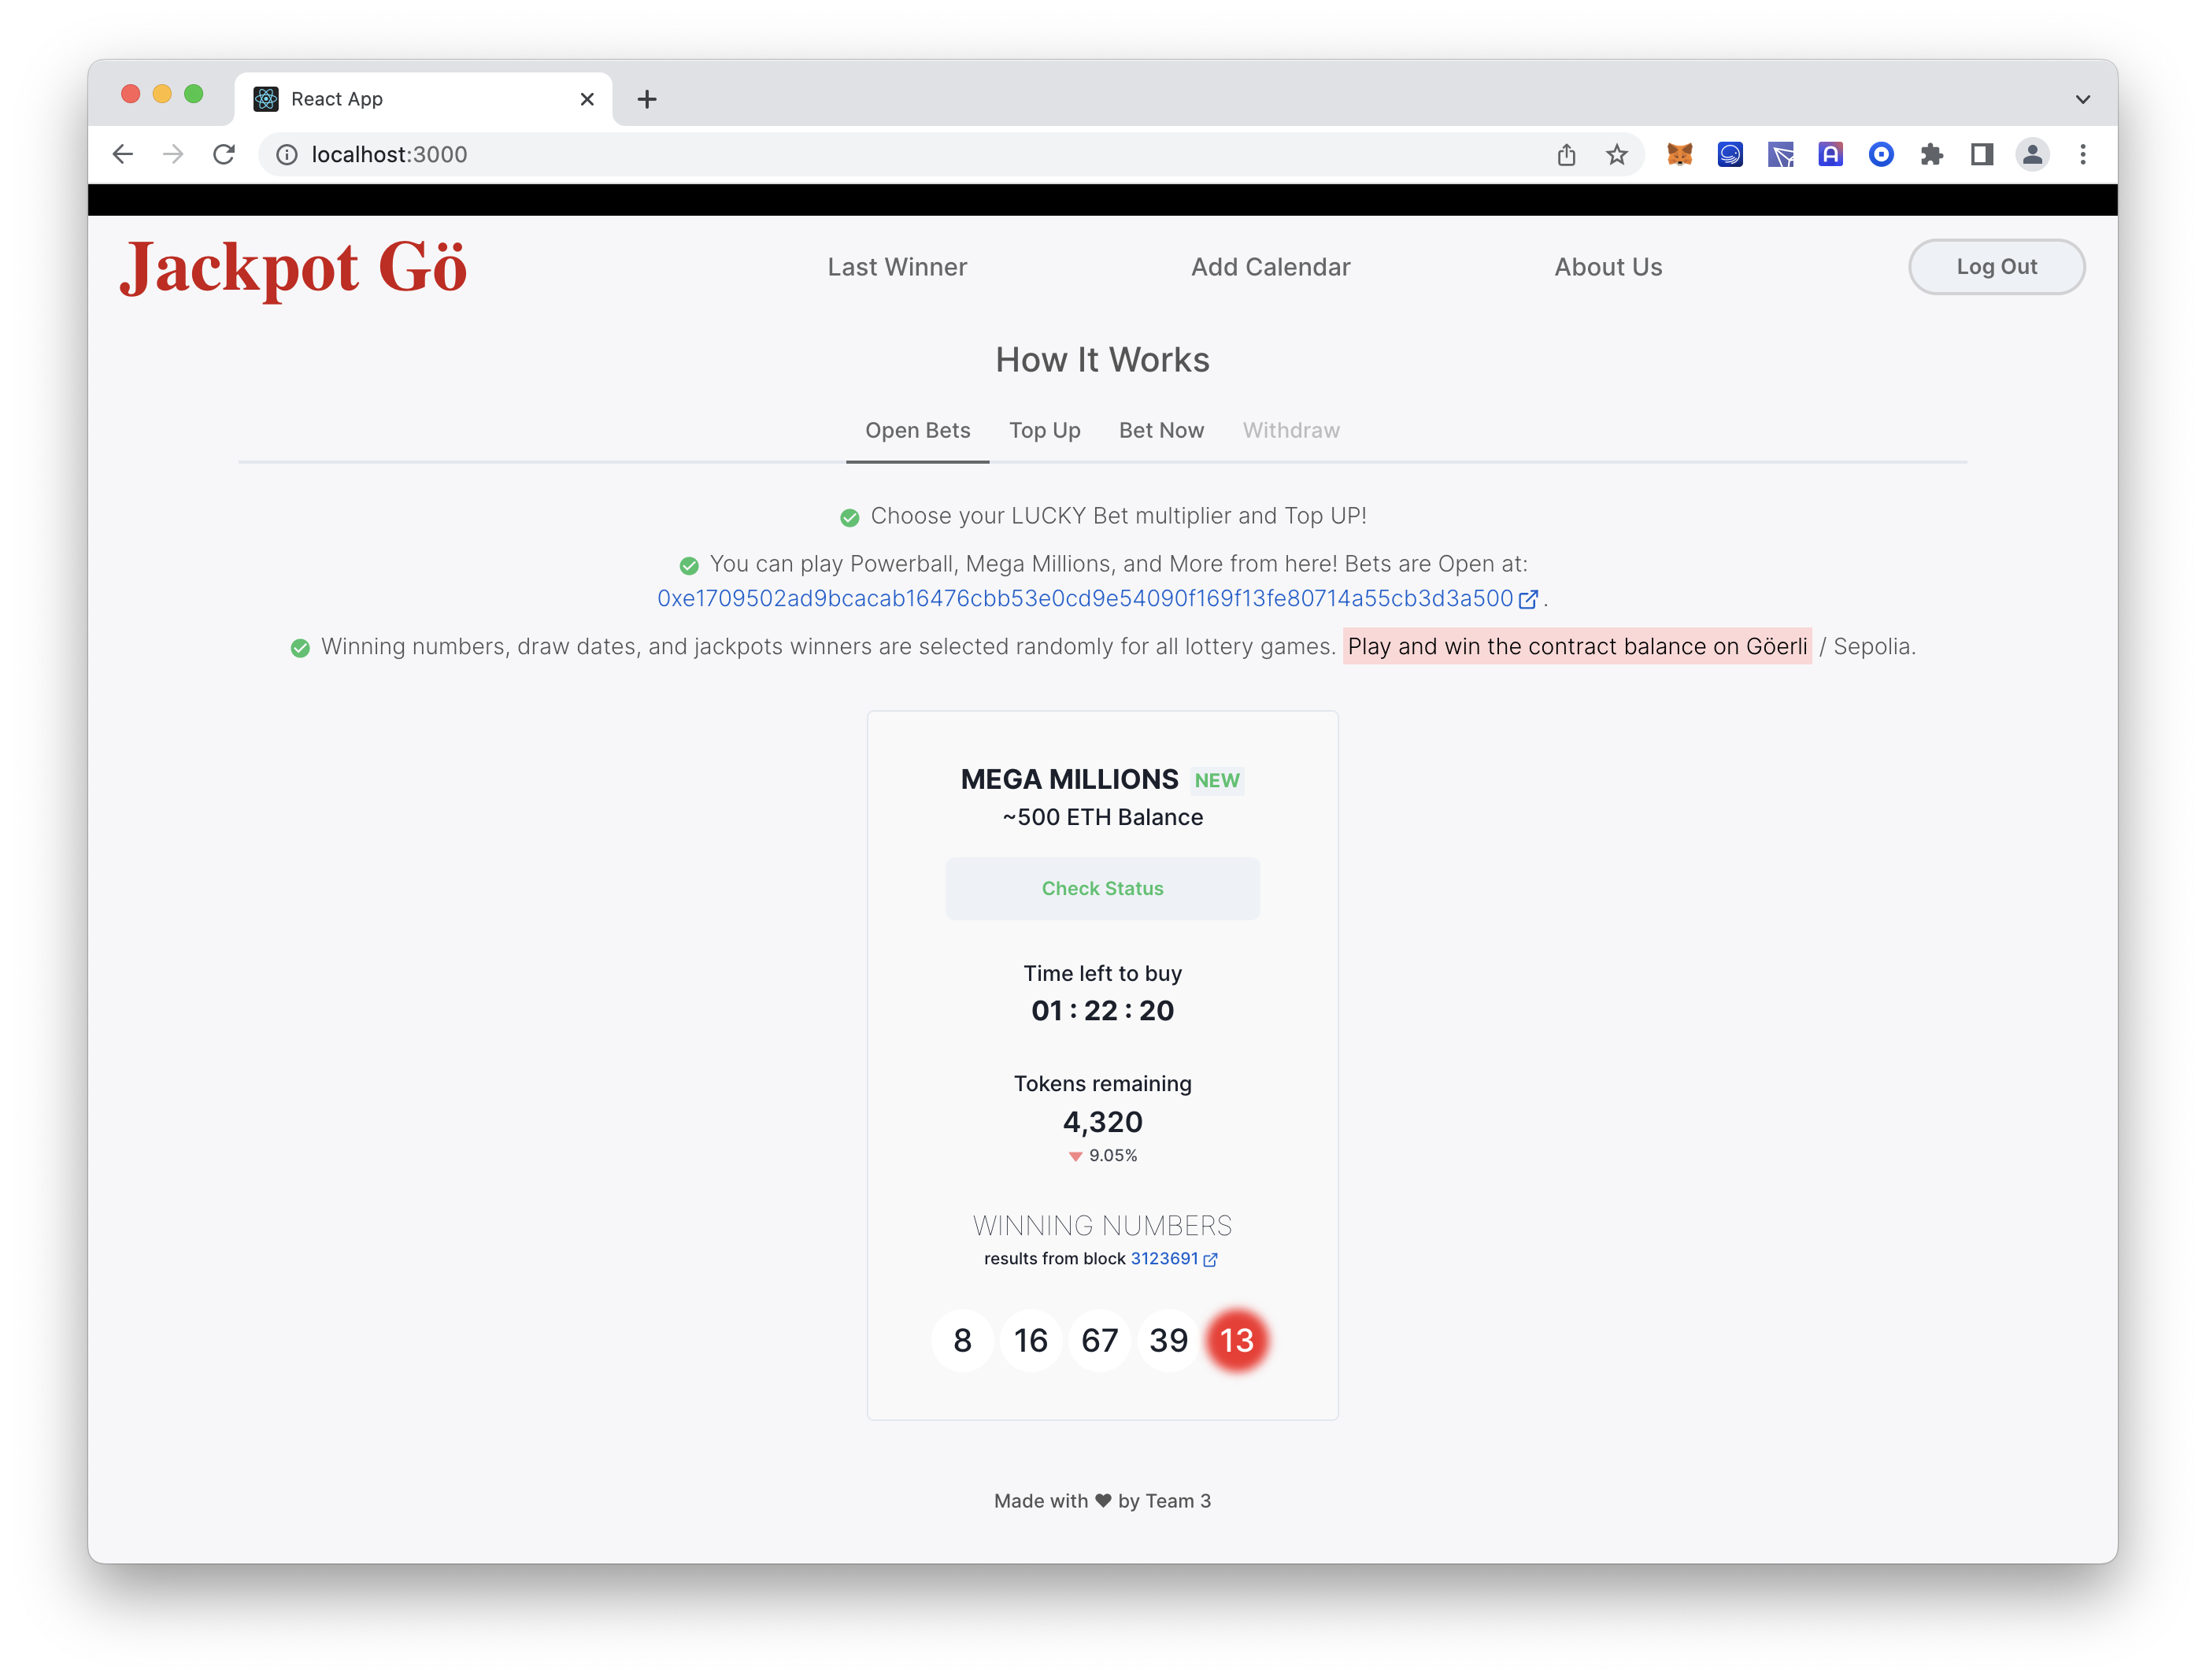 React App
localhost:3000
Jackpot Gö
Last Winner
Add Calendar
About Us
Log Out
How It Works
Open Bets
Top Up
Bet Now
Withdraw
Choose your LUCKY Bet multiplier and Top UP!
You can play Powerball, Mega Millions, and More from here! Bets are Open at:
0xe1709502ad9bcacab16476cbb53e0cd9e54090f169f13fe80714a55cb3d3a500 .
Winning numbers, draw dates, and jackpots winners are selected randomly for all lottery games. Play and win the contract balance on Göerli / Sepolia.
MEGA MILLIONS NEW
~500 ETH Balance
Check Status
Time left to buy
01 : 22 : 20
Tokens remaining
4,320
9.05%
WINNING NUMBERS
results from block 3123691
8 16 67 39 13
Made with ♥ by Team 3